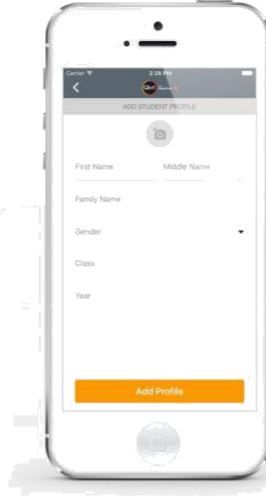 Carrier 2:26 PM
ADD STUDENT PROFILE
First Name Middle Name
Family Name
Gender
Class
Year
Add Profile